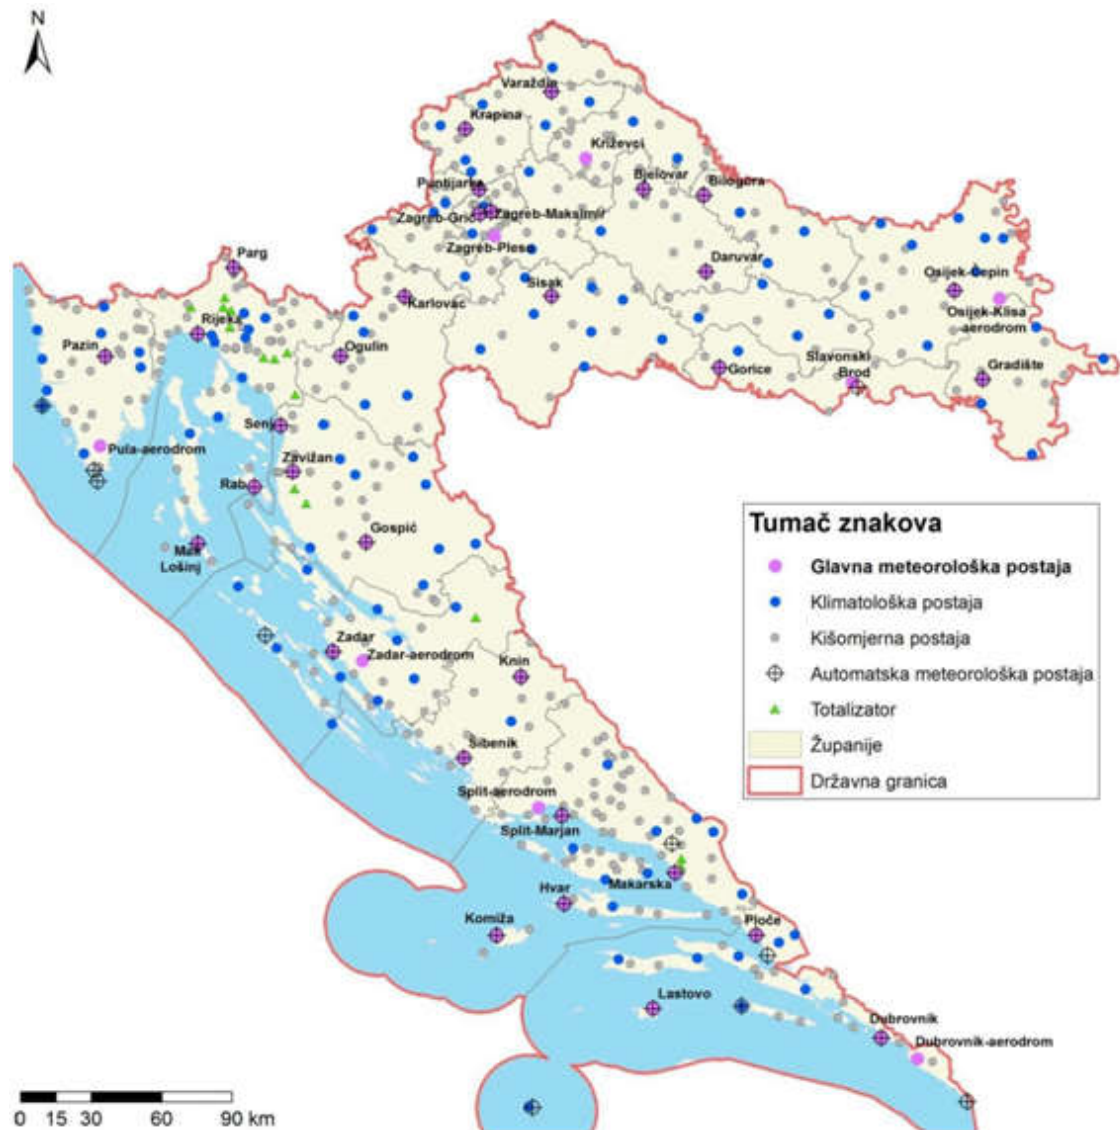 N
Varaždin
Krapina
Križevci
Puntijarka
Bjelovar
Bilogora
Zagreb-Grič
Zagreb-Maksimir
Zagreb-Pleso
Parg
Daruvar
Osijek-Čepin
Sisak
Karlovac
Osijek-Klisa
aerodrom
Rijeka
Pazin
Ogulin
Slavonski
Brod
Gorice
Gradište
Senj
Pula-aerodrom
Zavižan
Rab
Gospić
Mali
Lošinj
Tumač znakova
Glavna meteorološka postaja
Klimatološka postaja
Kišomjerna postaja
Automatska meteorološka postaja
Totalizator
Županije
Državna granica
Zadar
Zadar-aerodrom
Knin
Šibenik
Split-aerodrom
Split-Marjan
Makarska
Hvar
Komiža
Ploče
Lastovo
Dubrovnik
Dubrovnik-aerodrom
0 15 30 60 90 km